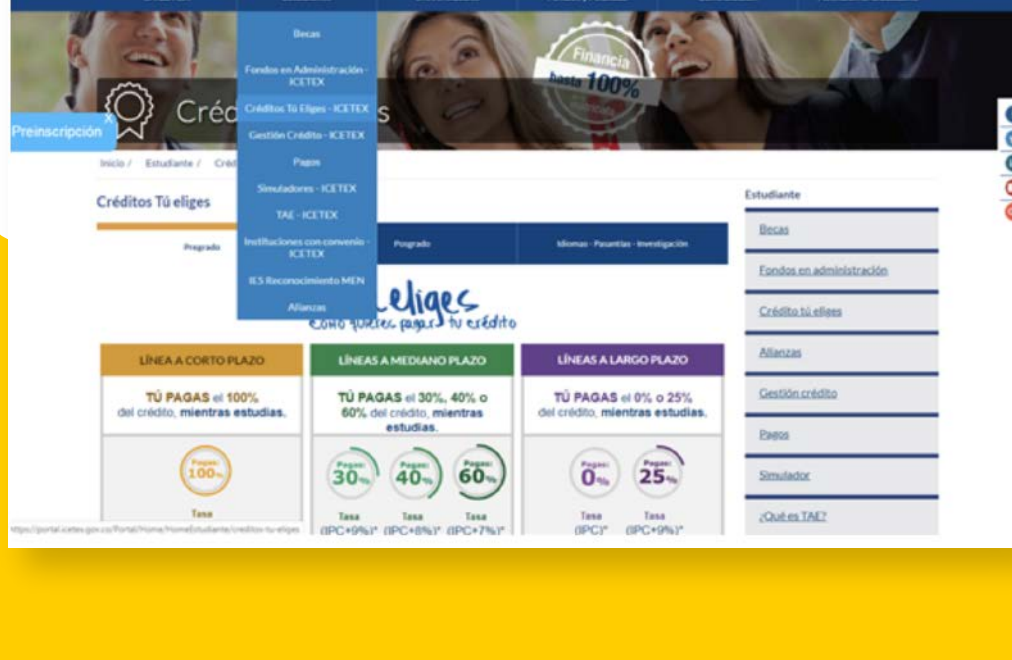 Becas
Fondos en Administración -
ICETEX
Créditos Tú Eliges - ICETEX
Gestión Crédito - ICETEX
Pagos
Simuladores - ICETEX
TAE - ICETEX
Instituciones con convenio -
ICETEX
IES Reconocimiento MEN
Alianzas
Financia
hasta 100%
Créd
s
X
Preinscripción
Inicio / Estudiante / Créd
Créditos Tú eliges
Pregrado
Posgrado
Idiomas - Pasantías - Investigación
eliges
como quieres pagar tu crédito
LÍNEA A CORTO PLAZO
TÚ PAGAS el 100%
del crédito, mientras estudias.
Pagas:
100%
Tasa
LÍNEAS A MEDIANO PLAZO
TÚ PAGAS el 30%, 40% o
60% del crédito, mientras
estudias.
Pagas:
30%
Pagas:
40%
Pagas:
60%
Tasa
(IPC+9%)*
Tasa
(IPC+8%)*
Tasa
(IPC+7%)*
LÍNEAS A LARGO PLAZO
TÚ PAGAS el 0% o 25%
del crédito, mientras estudias.
Pagas:
0%
Pagas:
25%
Tasa
(IPC)*
Tasa
(IPC+9%)*
Estudiante
Becas
Fondos en administración
Crédito tú eliges
Alianzas
Gestión crédito
Pagos
Simulador
¿Qué es TAE?
https://portal.icetex.gov.co/Portal/Home/HomeEstudiante/creditos-tu-eliges